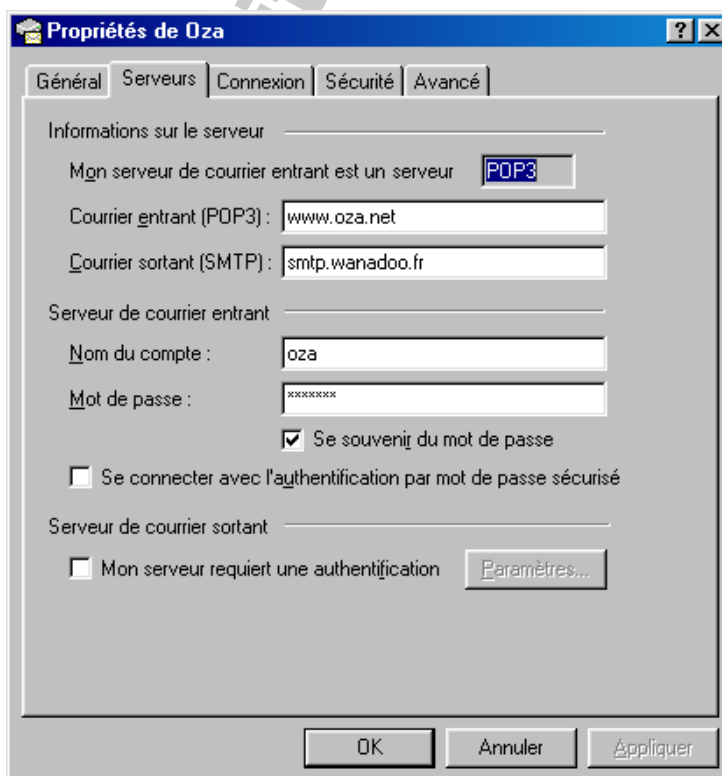 Propriétés de Oza
Général Serveurs Connexion Sécurité Avancé
Informations sur le serveur
Mon serveur de courrier entrant est un serveur POP3
Courrier entrant (POP3) : www.oza.net
Courrier sortant (SMTP) : smtp.wanadoo.fr
Serveur de courrier entrant
Nom du compte : oza
Mot de passe : *******
Se souvenir du mot de passe
Se connecter avec l'authentification par mot de passe sécurisé
Serveur de courrier sortant
Mon serveur requiert une authentification Paramètres...
OK Annuler Appliquer